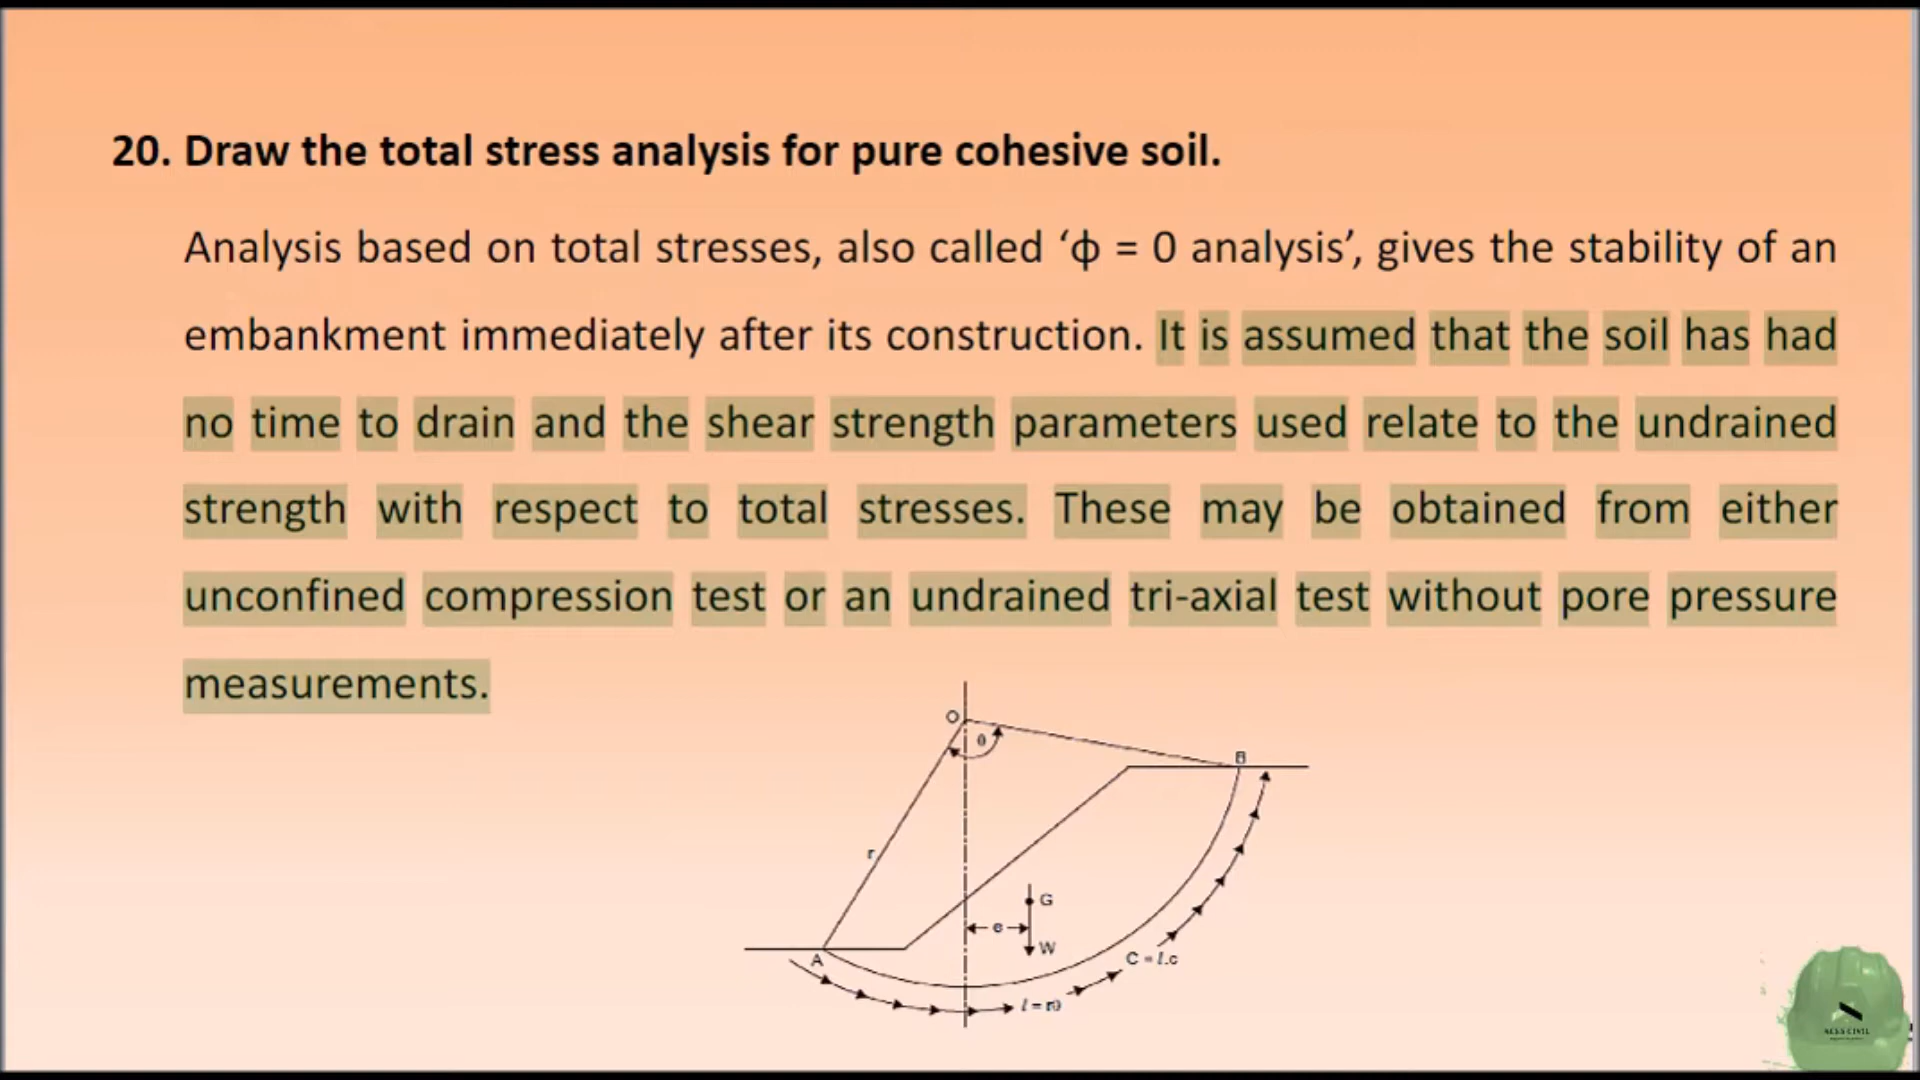 20. Draw the total stress analysis for pure cohesive soil.
Analysis based on total stresses, also called ‘ϕ = 0 analysis’, gives the stability of an
embankment immediately after its construction. It is assumed that the soil has had
no time to drain and the shear strength parameters used relate to the undrained
strength with respect to total stresses. These may be obtained from either
unconfined compression test or an undrained tri-axial test without pore pressure
measurements.
O
θ
B
r
G
e
W
A
C = l.c
l = rθ
ACSS CIVIL